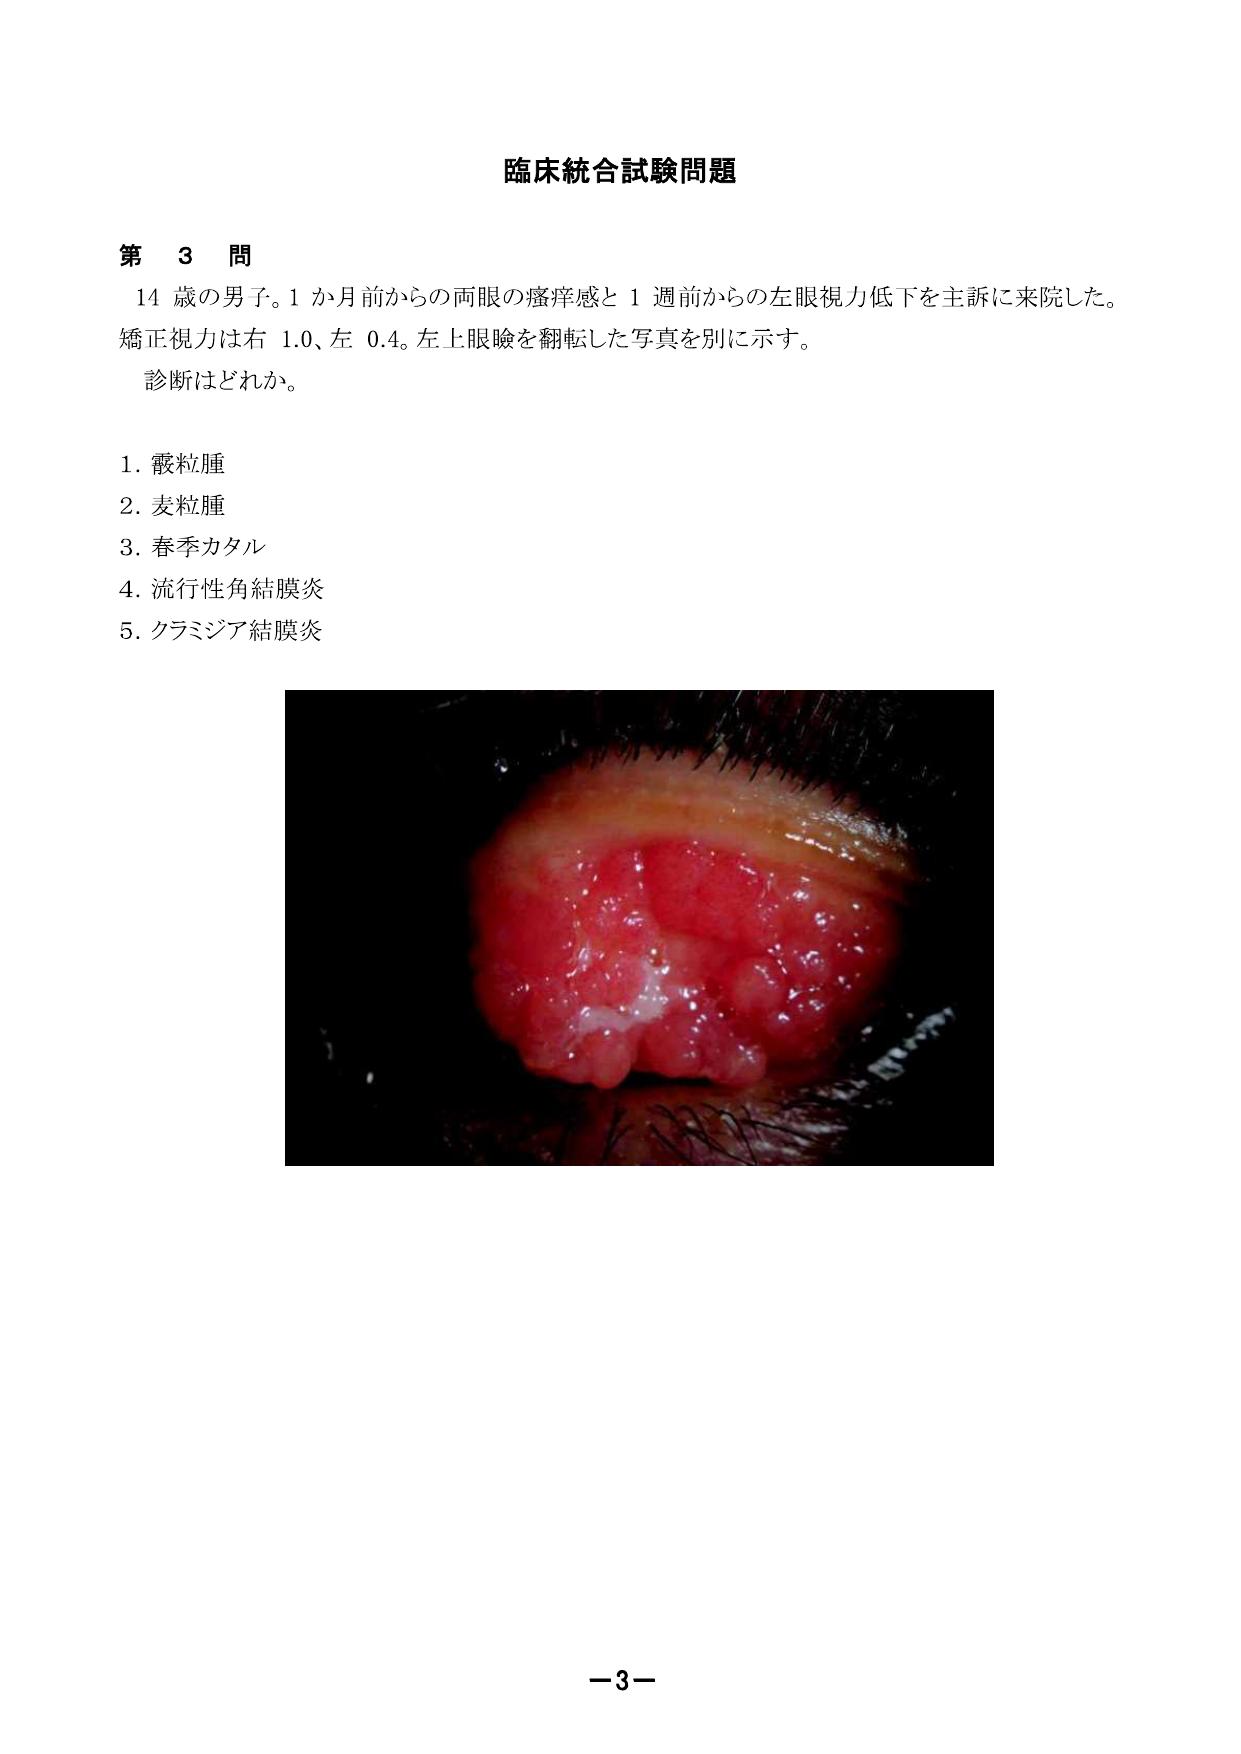 臨床統合試験問題
第 3 問
14 歳の男子。1 か月前からの両眼の瘙痒感と 1 週前からの左眼視力低下を主訴に来院した。
矯正視力は右 1.0、左 0.4。左上眼瞼を翻転した写真を別に示す。
診断はどれか。
1. 霰粒腫
2. 麦粒腫
3. 春季カタル
4. 流行性角結膜炎
5. クラミジア結膜炎
―3―